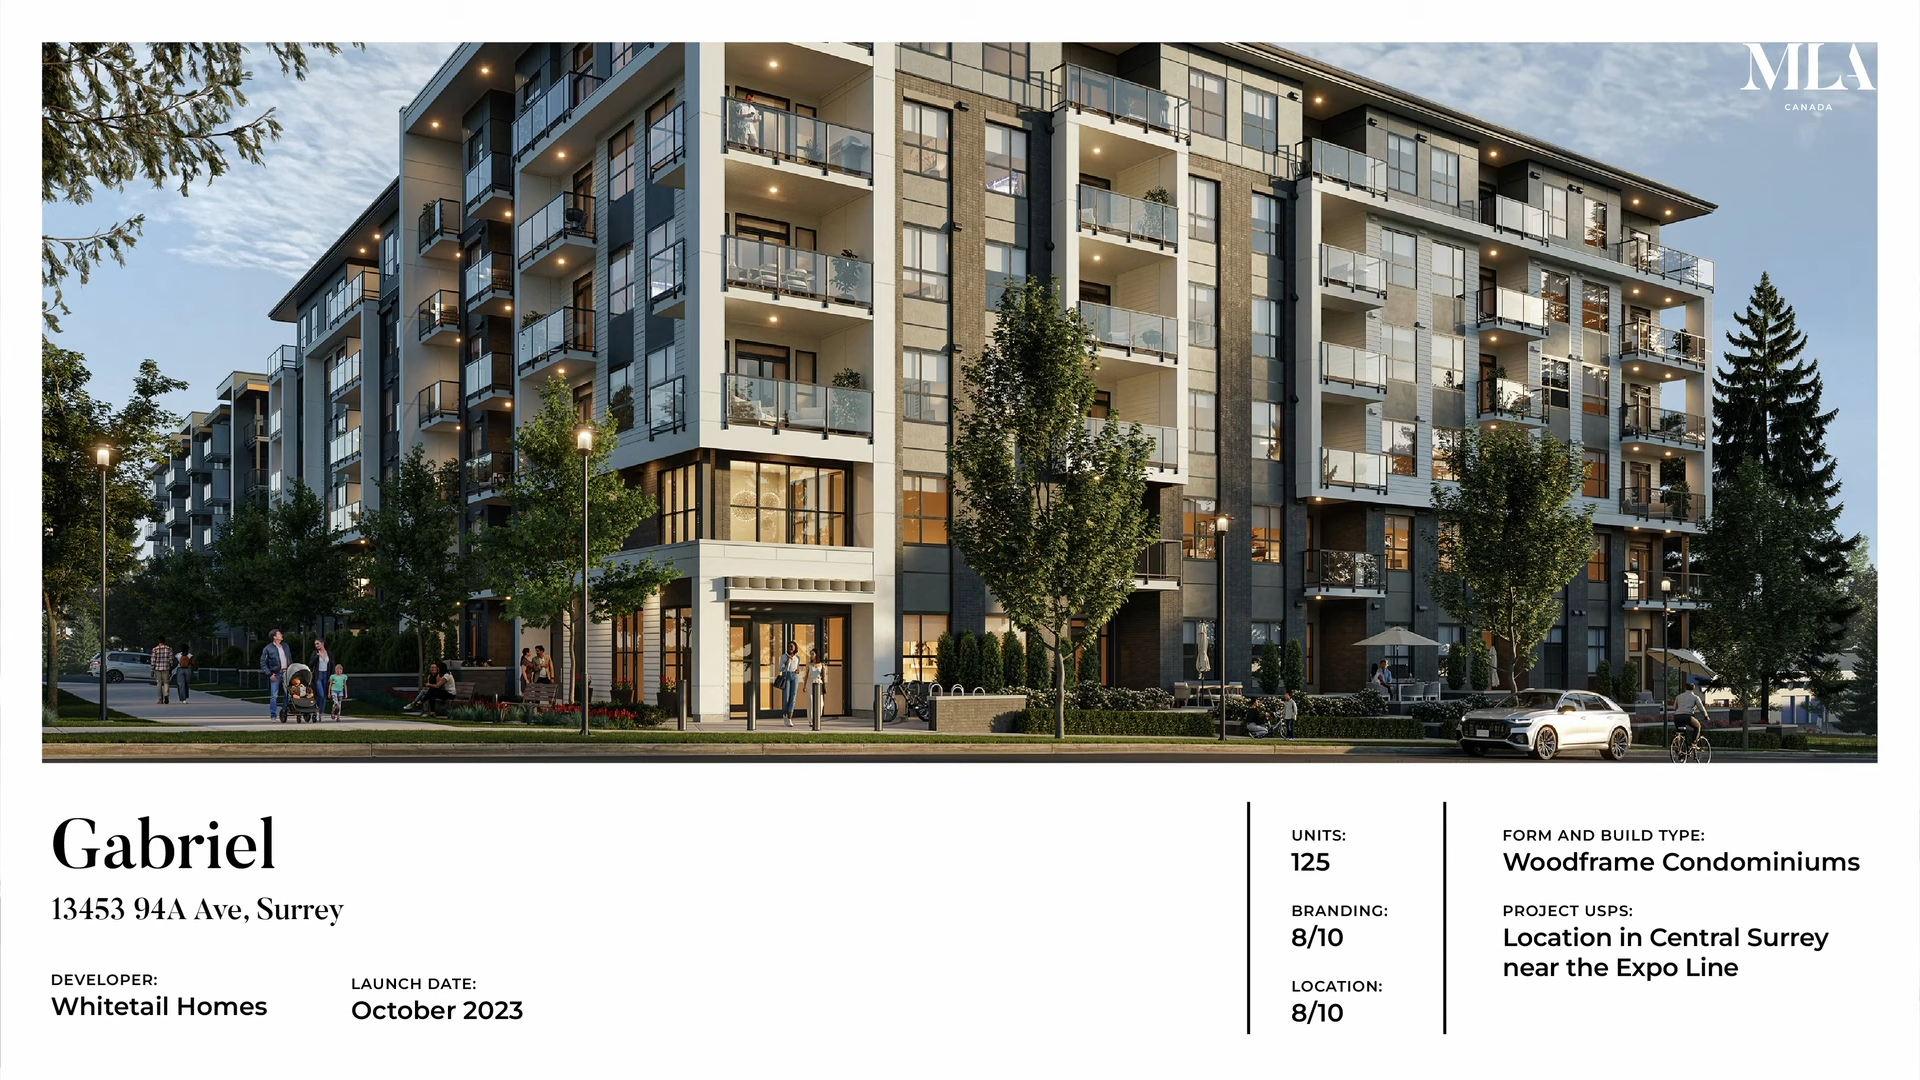 MLA
CANADA
Gabriel
13453 94A Ave, Surrey
DEVELOPER:
Whitetail Homes
LAUNCH DATE:
October 2023
UNITS:
125
BRANDING:
8/10
LOCATION:
8/10
FORM AND BUILD TYPE:
Woodframe Condominiums
PROJECT USPS:
Location in Central Surrey
near the Expo Line